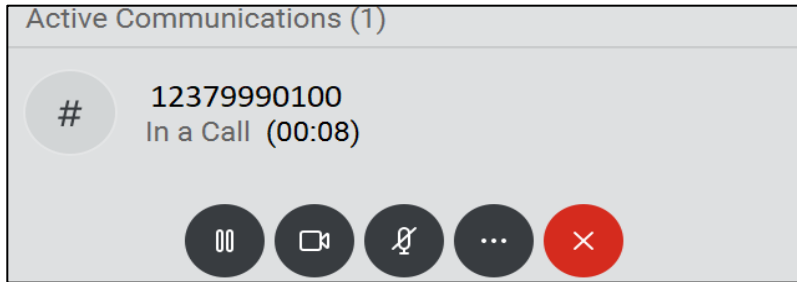 Active Communications (1)
#
12379990100
In a Call (00:08)